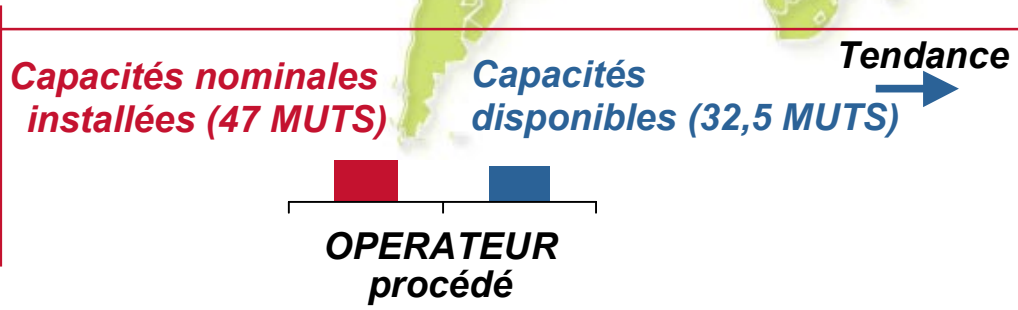 Capacités nominales
installées (47 MUTS)
Capacités
disponibles (32,5 MUTS)
Tendance
OPERATEUR
procédé